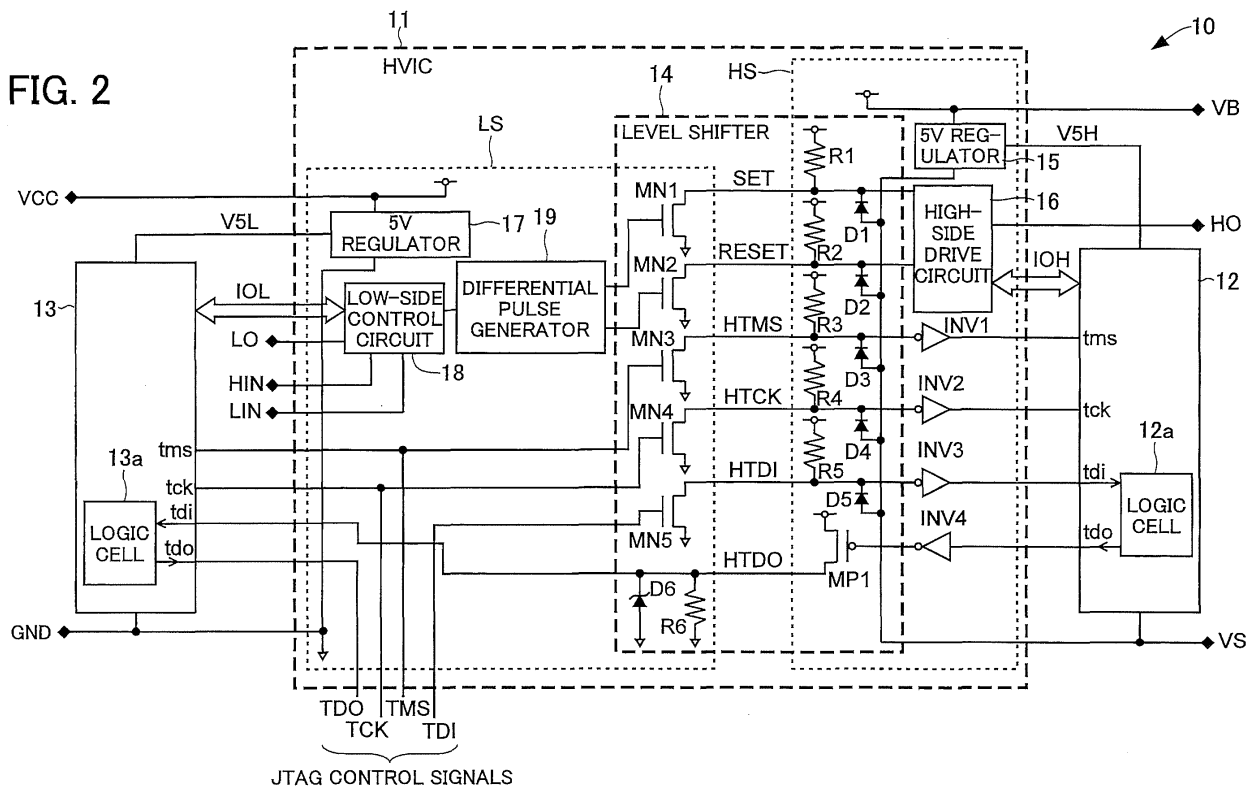 FIG. 2
10
11
HVIC
HS
14
LEVEL SHIFTER
LS
VB
5V REG-
ULATOR
15
V5H
R1
VCC
MN1
SET
V5L
5V
REGULATOR
17
19
D1
HIGH-
SIDE
DRIVE
CIRCUIT
16
HO
13
IOL
LOW-SIDE
CONTROL
CIRCUIT
18
DIFFERENTIAL
PULSE
GENERATOR
MN2
RESET
R2
D2
IOH
12
LO
HIN
LIN
MN3
HTMS
R3
D3
INV1
tms
MN4
HTCK
R4
D4
INV2
tck
tms
13a
tck
tdi
tdo
LOGIC
CELL
MN5
HTDI
R5
D5
INV3
tdi
12a
LOGIC
CELL
tdo
INV4
HTDO
MP1
D6
R6
GND
VS
TDO
TCK
TMS
TDI
JTAG CONTROL SIGNALS